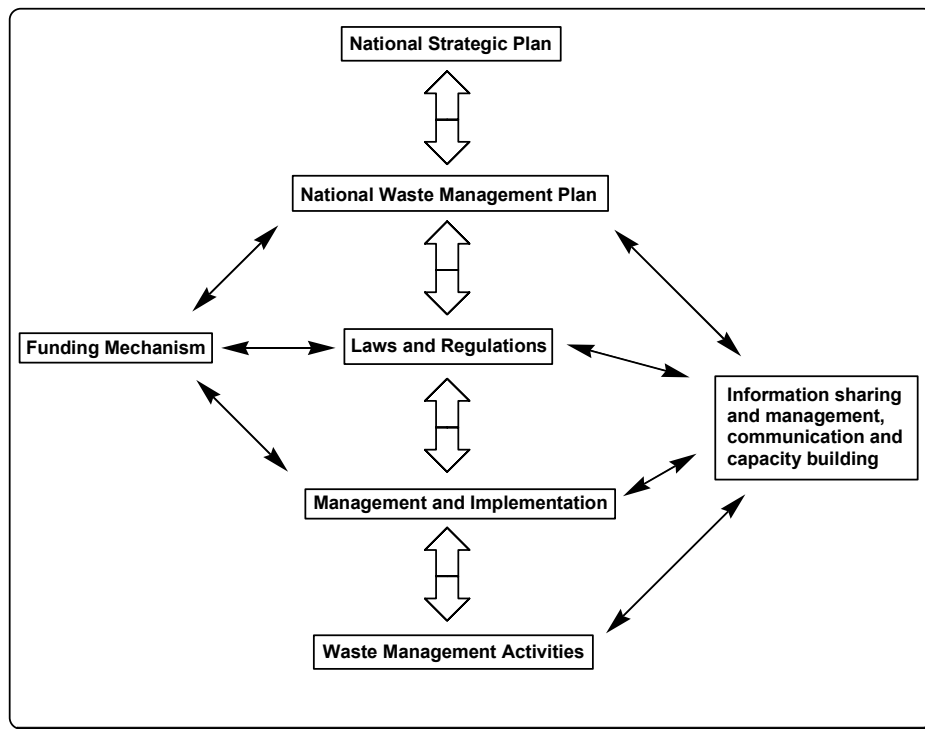 National Strategic Plan
National Waste Management Plan
Funding Mechanism
Laws and Regulations
Information sharing
and management,
communication and
capacity building
Management and Implementation
Waste Management Activities